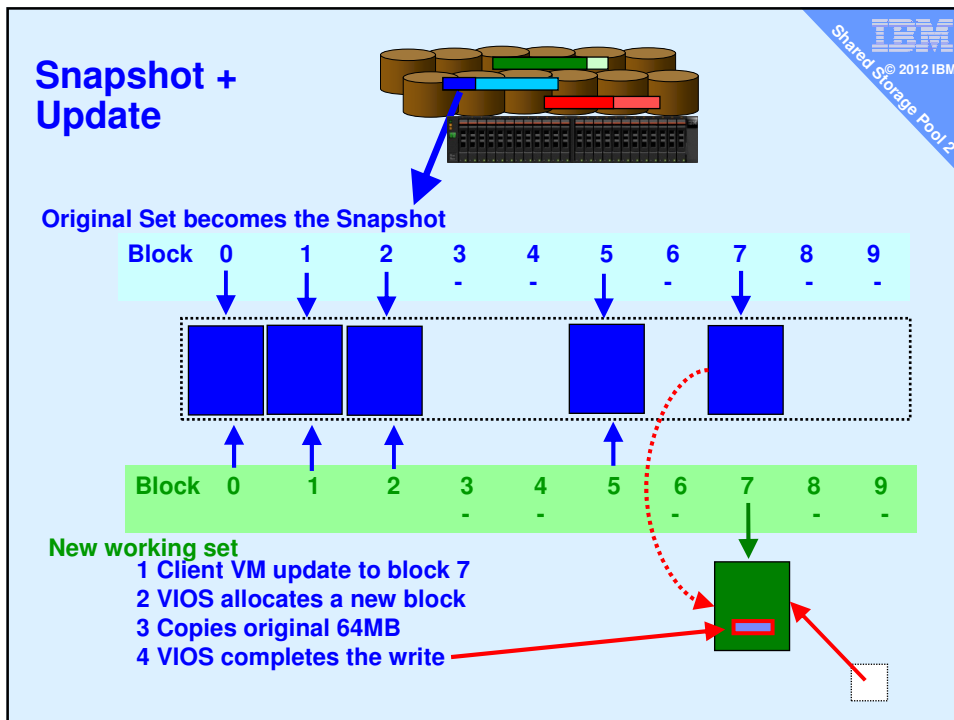 Snapshot +
Update
IBM
© 2012 IBM
Shared Storage Pool 2
Original Set becomes the Snapshot
Block 0 1 2 3 4 5 6 7 8 9
- - - - -
Block 0 1 2 3 4 5 6 7 8 9
- - - - -
New working set
1 Client VM update to block 7
2 VIOS allocates a new block
3 Copies original 64MB
4 VIOS completes the write